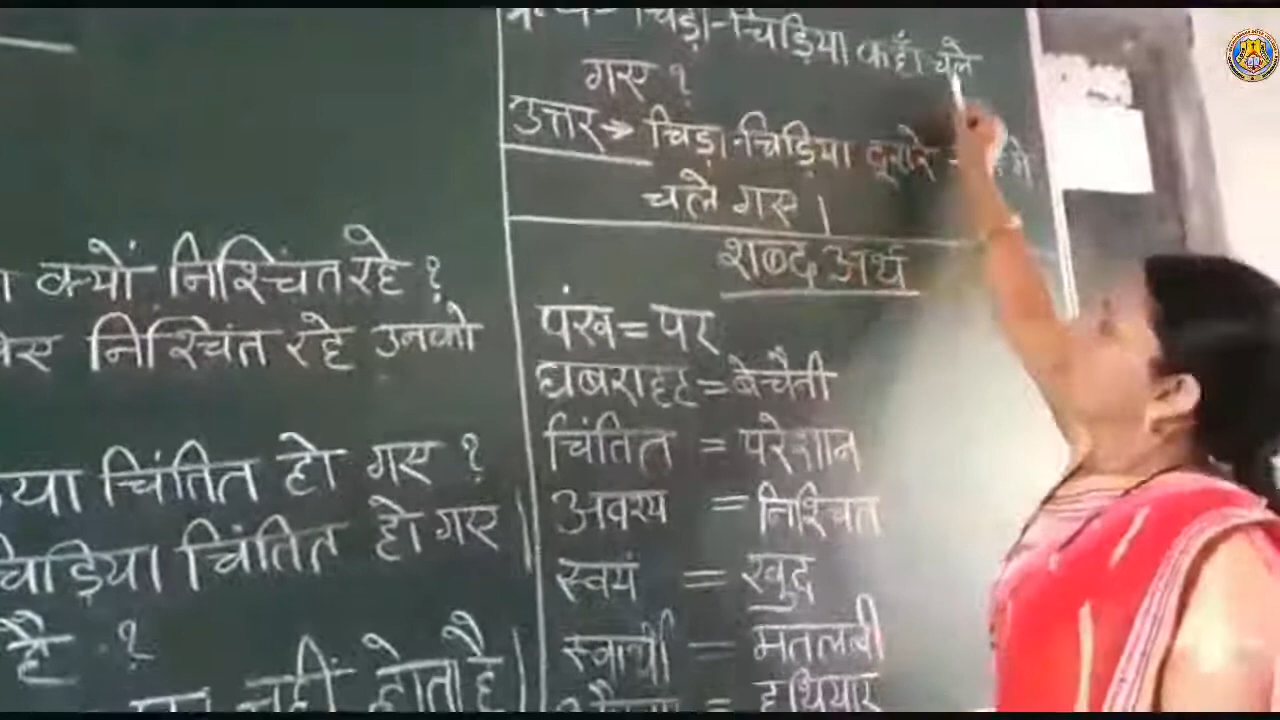 क्यों निश्चिंत रहे ?
निश्चिंत रहे उनको
चिंतित हो गए ?
चिड़िया चिंतित हो गए |
है ?
नहीं होता है |
चिड़ा-चिड़िया कहाँ चले
गए ?
उत्तर→ चिड़ा-चिड़िया दूसरे
चले गए |
शब्द अर्थ
पंख = पर
घबराहट = बेचैनी
चिंतित = परेशान
अवश्य = निश्चित
स्वयं = खुद
स्वार्थी – मतलबी
= हथियार